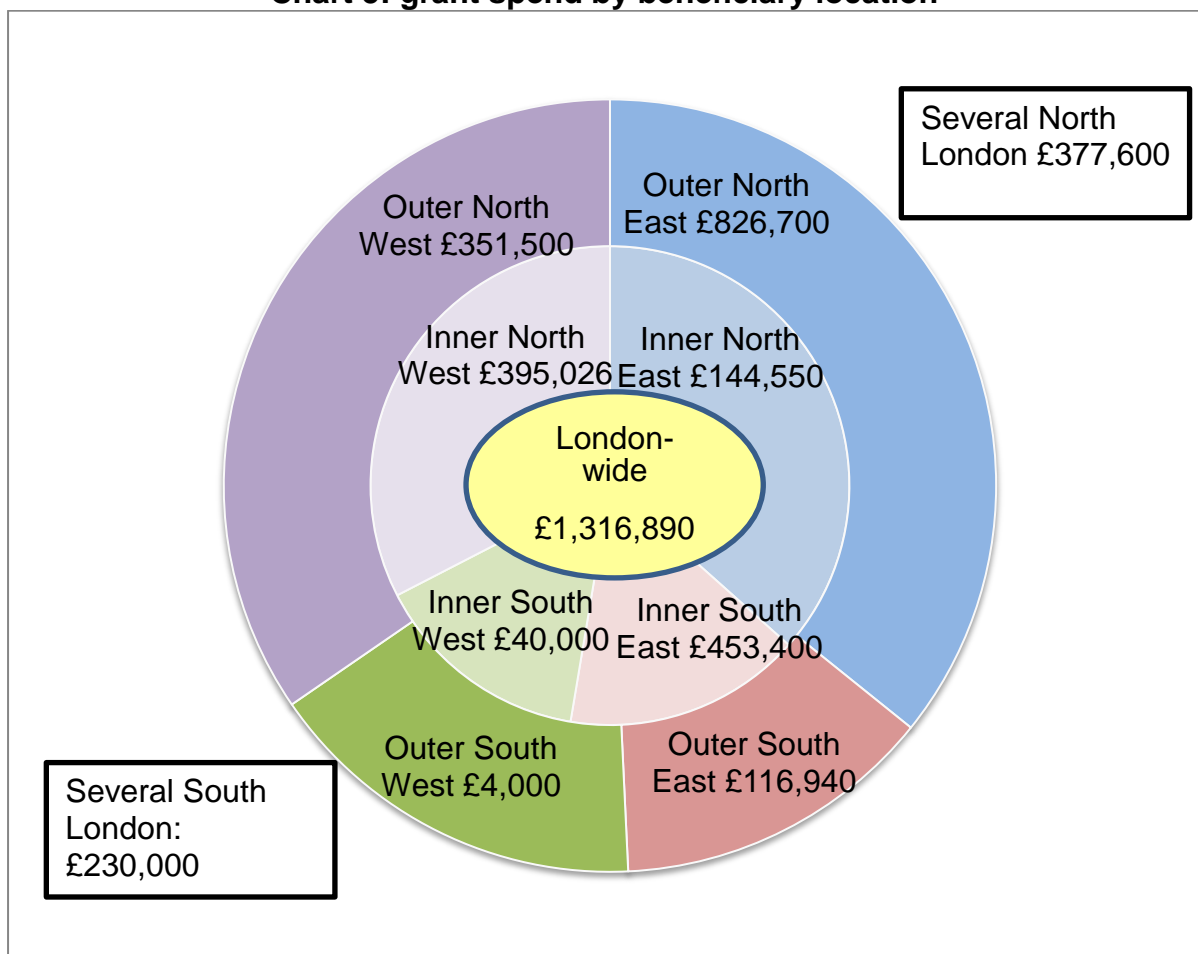 Several North
London £377,600
Outer North
West £351,500
Outer North
East £826,700
Inner North
West £395,026
Inner North
East £144,550
London-
wide
£1,316,890
Inner South
West £40,000
Inner South
East £453,400
Outer South
West £4,000
Outer South
East £116,940
Several South
London:
£230,000